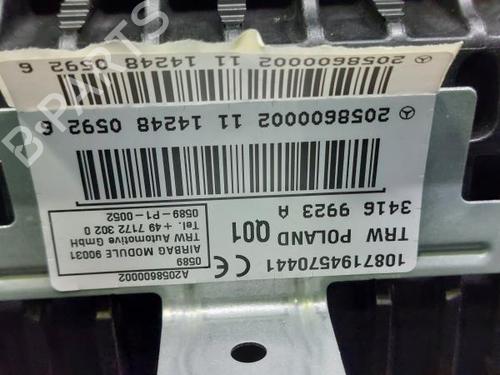 2058600002 11 14248 0592 6
2058600002 11 14248 0592 6
3416 9923 A
TRW POLAND Q01
1087194570441
CE
A2058600002
0589
AIRBAG MODULE 90031
TRW Automotive GmbH
Tel. + 49 7172 302 0
0589-P1-0052
B-PARTS